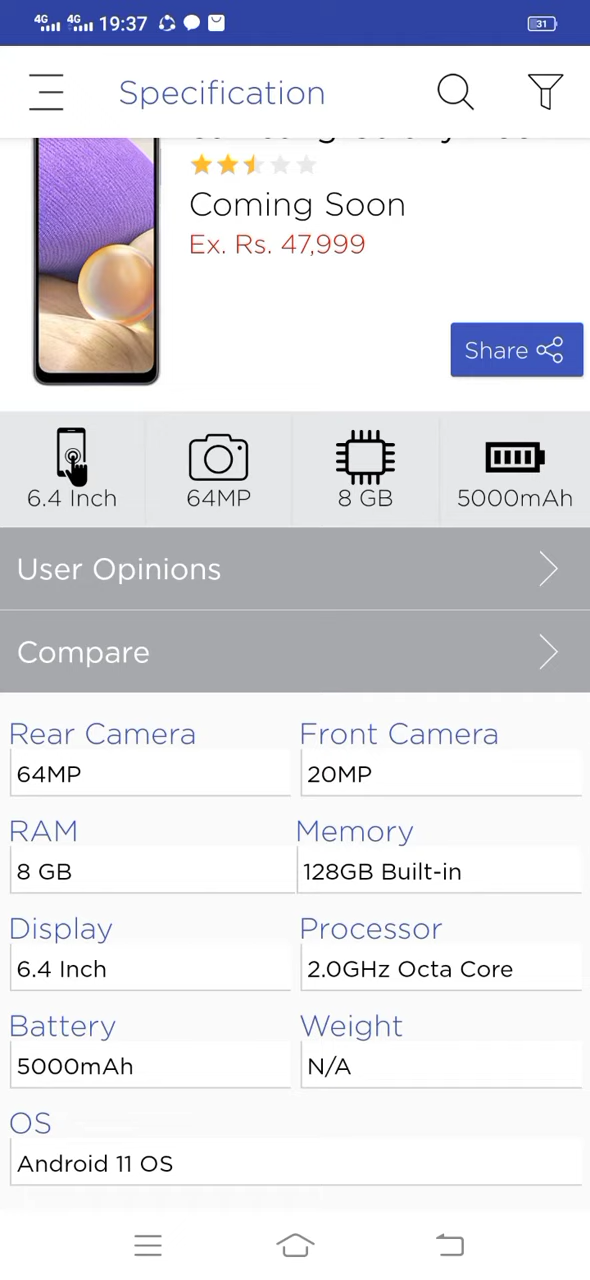 4G 4G 19:37 31
Specification
Coming Soon
Ex. Rs. 47,999
Share
6.4 Inch 64MP 8 GB 5000mAh
User Opinions
Compare
Rear Camera Front Camera
64MP 20MP
RAM Memory
8 GB 128GB Built-in
Display Processor
6.4 Inch 2.0GHz Octa Core
Battery Weight
5000mAh N/A
OS
Android 11 OS